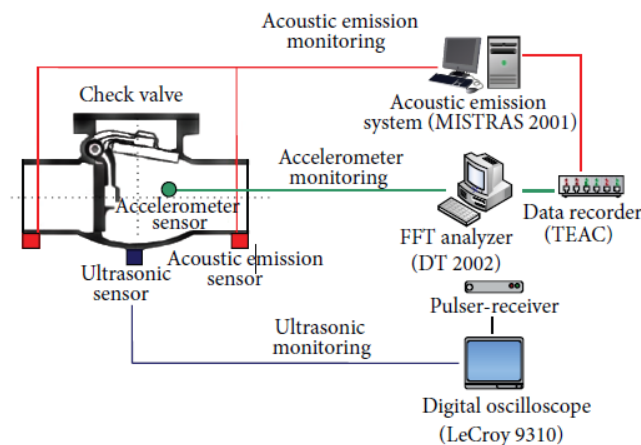 Acoustic emission
monitoring
Check valve
Acoustic emission
system (MISTRAS 2001)
Accelerometer
monitoring
Accelerometer
sensor
Data recorder
(TEAC)
FFT analyzer
(DT 2002)
Ultrasonic
sensor
Acoustic emission
sensor
Pulser-receiver
Ultrasonic
monitoring
Digital oscilloscope
(LeCroy 9310)